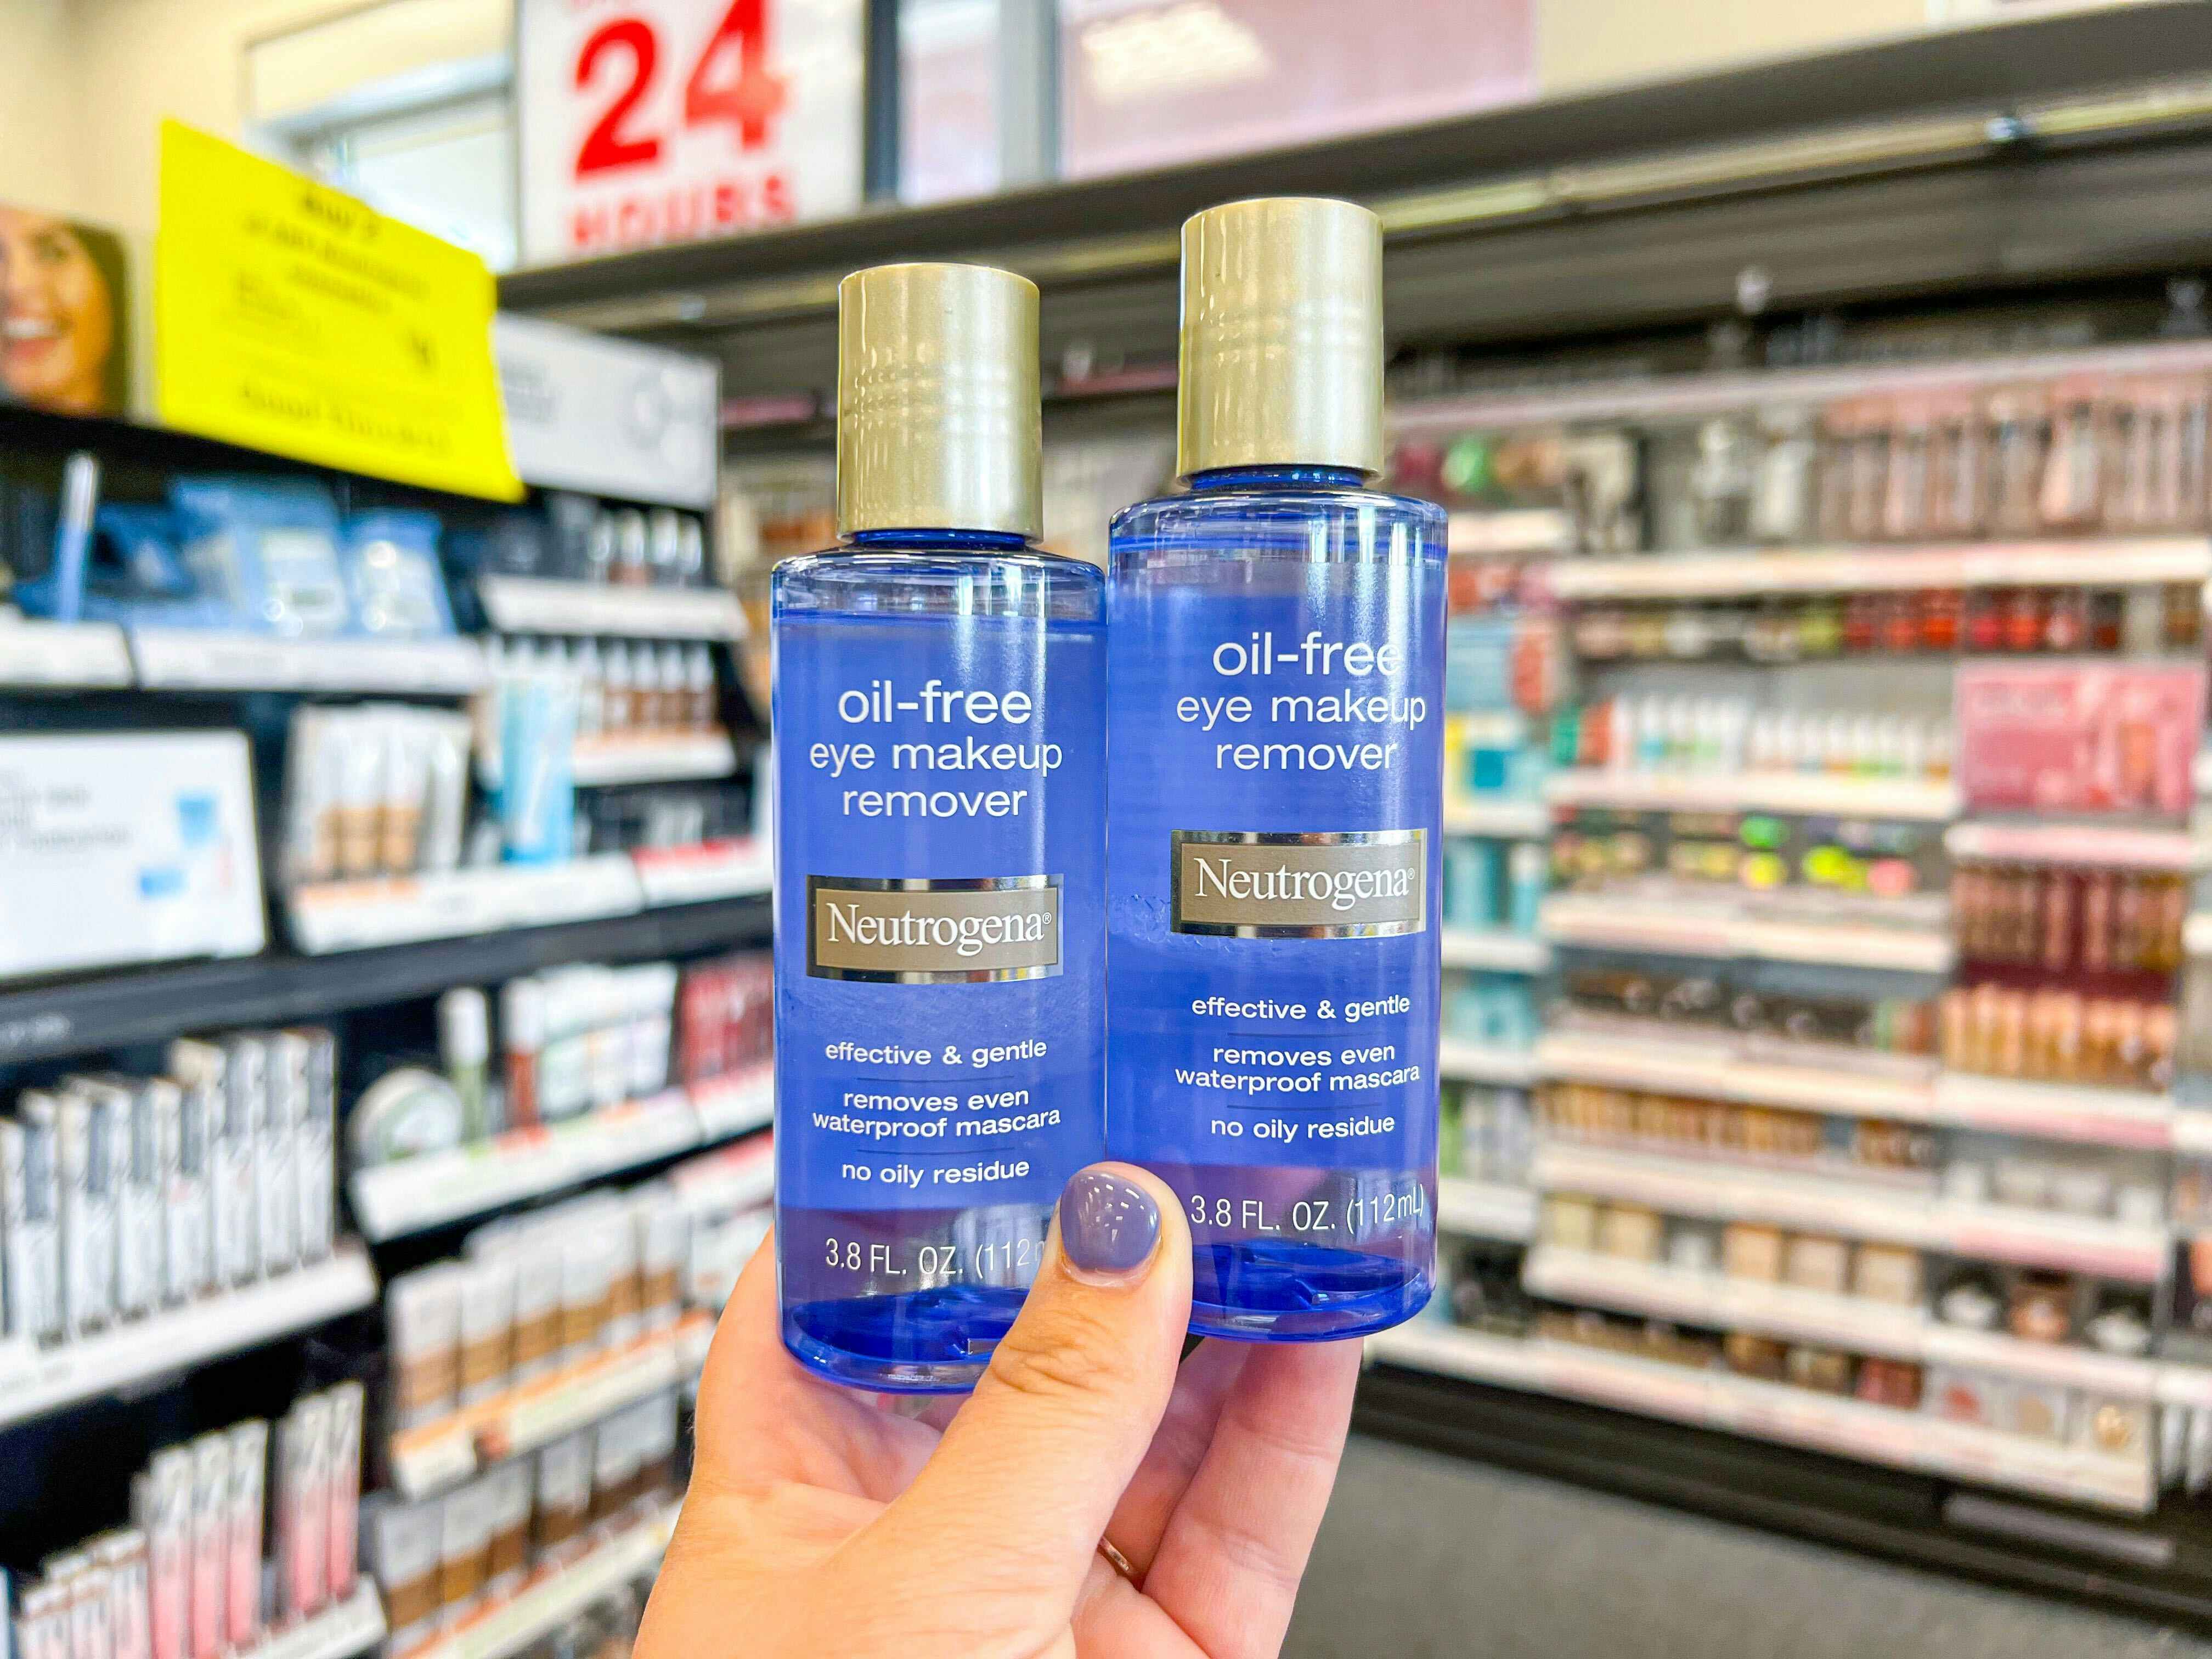 24
HOURS
oil-free
eye makeup
remover
Neutrogena®
effective & gentle
removes even
waterproof mascara
no oily residue
3.8 FL. OZ. (112
oil-free
eye makeup
remover
Neutrogena®
effective & gentle
removes even
waterproof mascara
no oily residue
3.8 FL. OZ. (112mL)